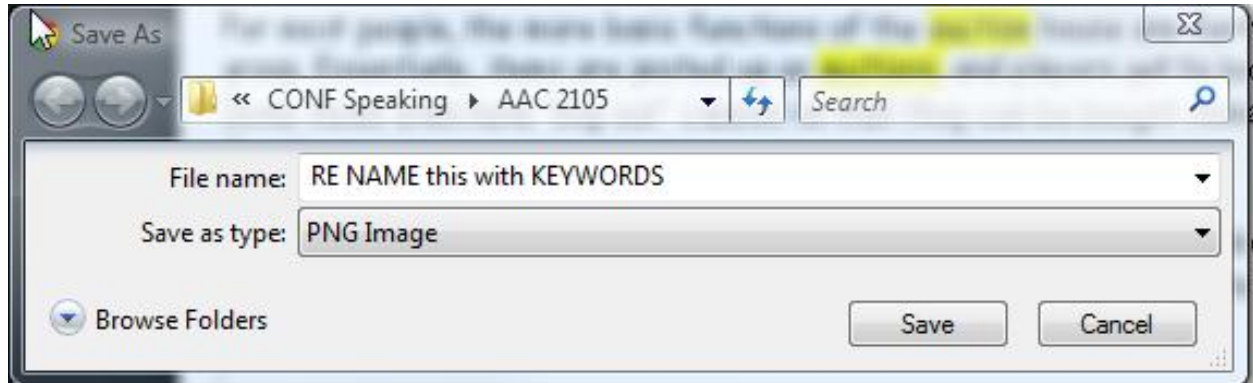 Save As
« CONF Speaking AAC 2105
Search
File name: RE NAME this with KEYWORDS
Save as type: PNG Image
Browse Folders
Save Cancel